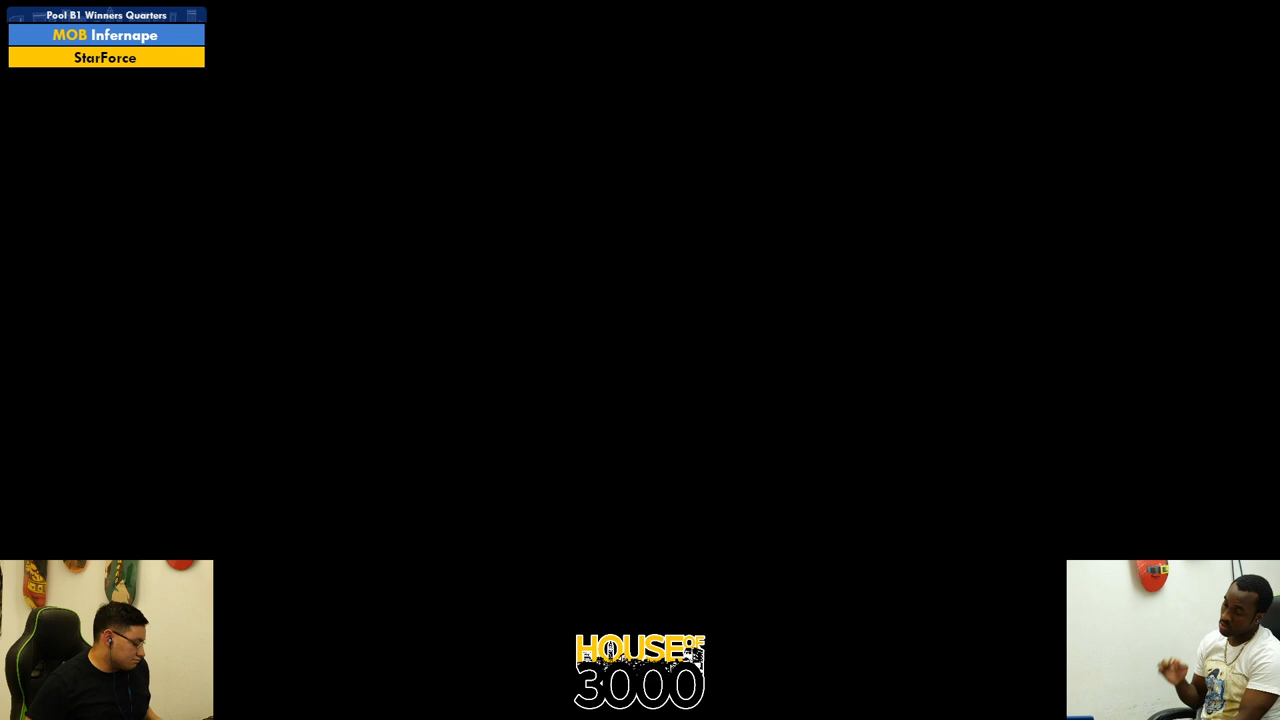 Pool B1 Winners Quarters
MOB Infernape
StarForce
HOUSE OF
3000